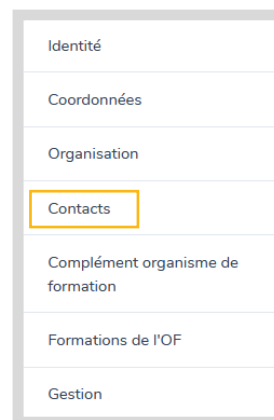 Identité
Coordonnées
Organisation
Contacts
Complément organisme de
formation
Formations de l'OF
Gestion